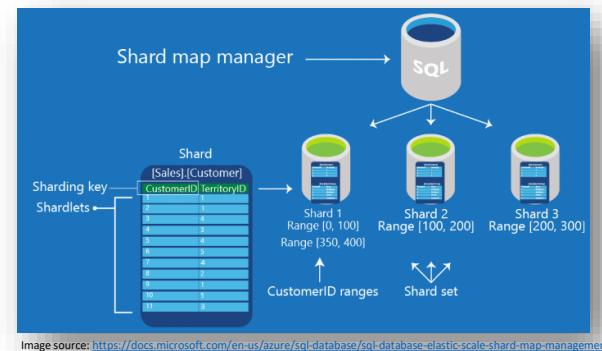 Shard map manager
SQL
Shard
[Sales].[Customer]
Sharding key
CustomerID TerritoryID
Shardlets
1 1
2 1
3 4
4 3
5 4
6 5
7 4
8 2
9 1
10 5
11 3
Shard 1
Range [0, 100]
Range [350, 400]
Shard 2
Range [100, 200]
Shard 3
Range [200, 300]
CustomerID ranges
Shard set
Image source: https://docs.microsoft.com/en-us/azure/sql-database/sql-database-elastic-scale-shard-map-management